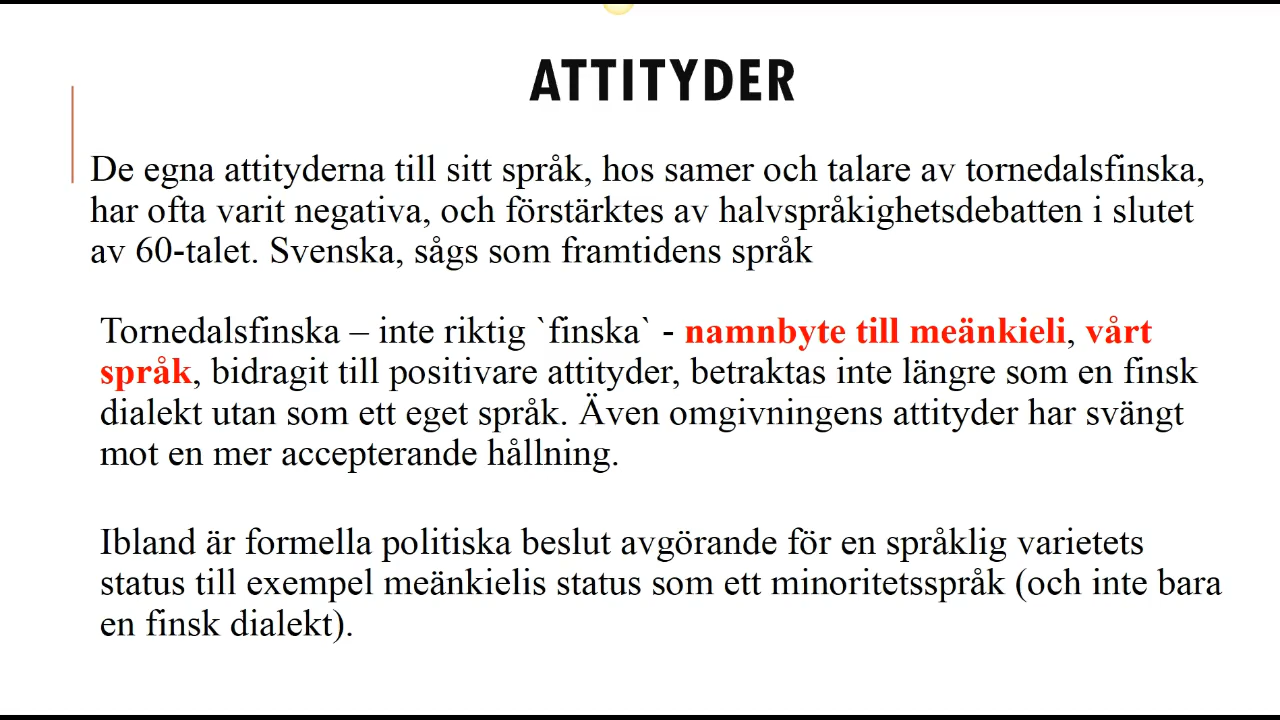 ATTITYDER
De egna attityderna till sitt språk, hos samer och talare av tornedalsfinska,
har ofta varit negativa, och förstärktes av halvspråkighetsdebatten i slutet
av 60-talet. Svenska, sågs som framtidens språk
Tornedalsfinska – inte riktig `finska` - namnbyte till meänkieli, vårt
språk, bidragit till positivare attityder, betraktas inte längre som en finsk
dialekt utan som ett eget språk. Även omgivningens attityder har svängt
mot en mer accepterande hållning.
Ibland är formella politiska beslut avgörande för en språklig varietets
status till exempel meänkielis status som ett minoritetsspråk (och inte bara
en finsk dialekt).